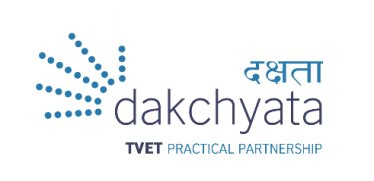 दक्षता
dakchyata
TVET PRACTICAL PARTNERSHIP